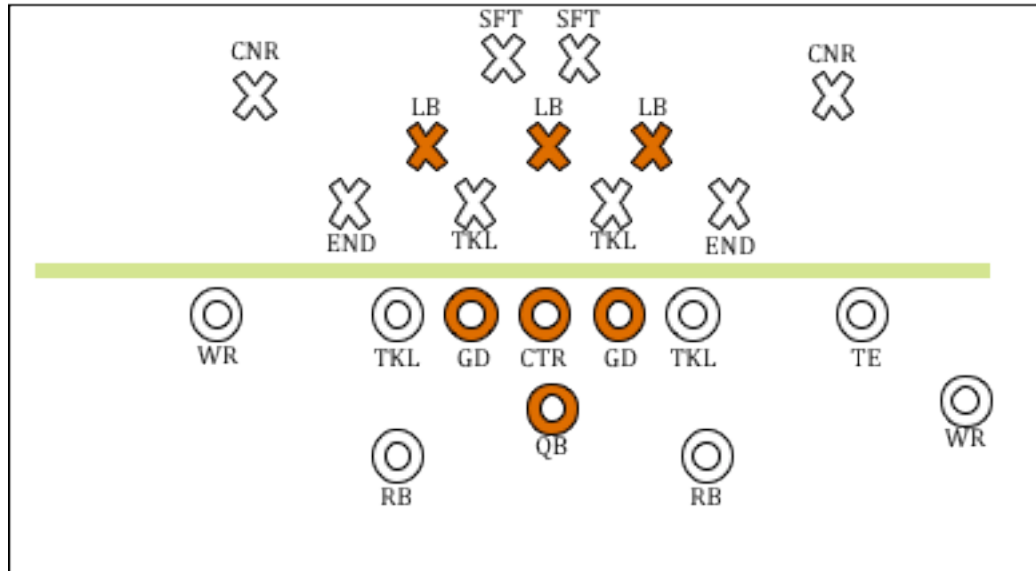 SFT SFT
CNR CNR
LB LB LB
END TKL TKL END
WR TKL GD CTR GD TKL TE
QB WR
RB RB